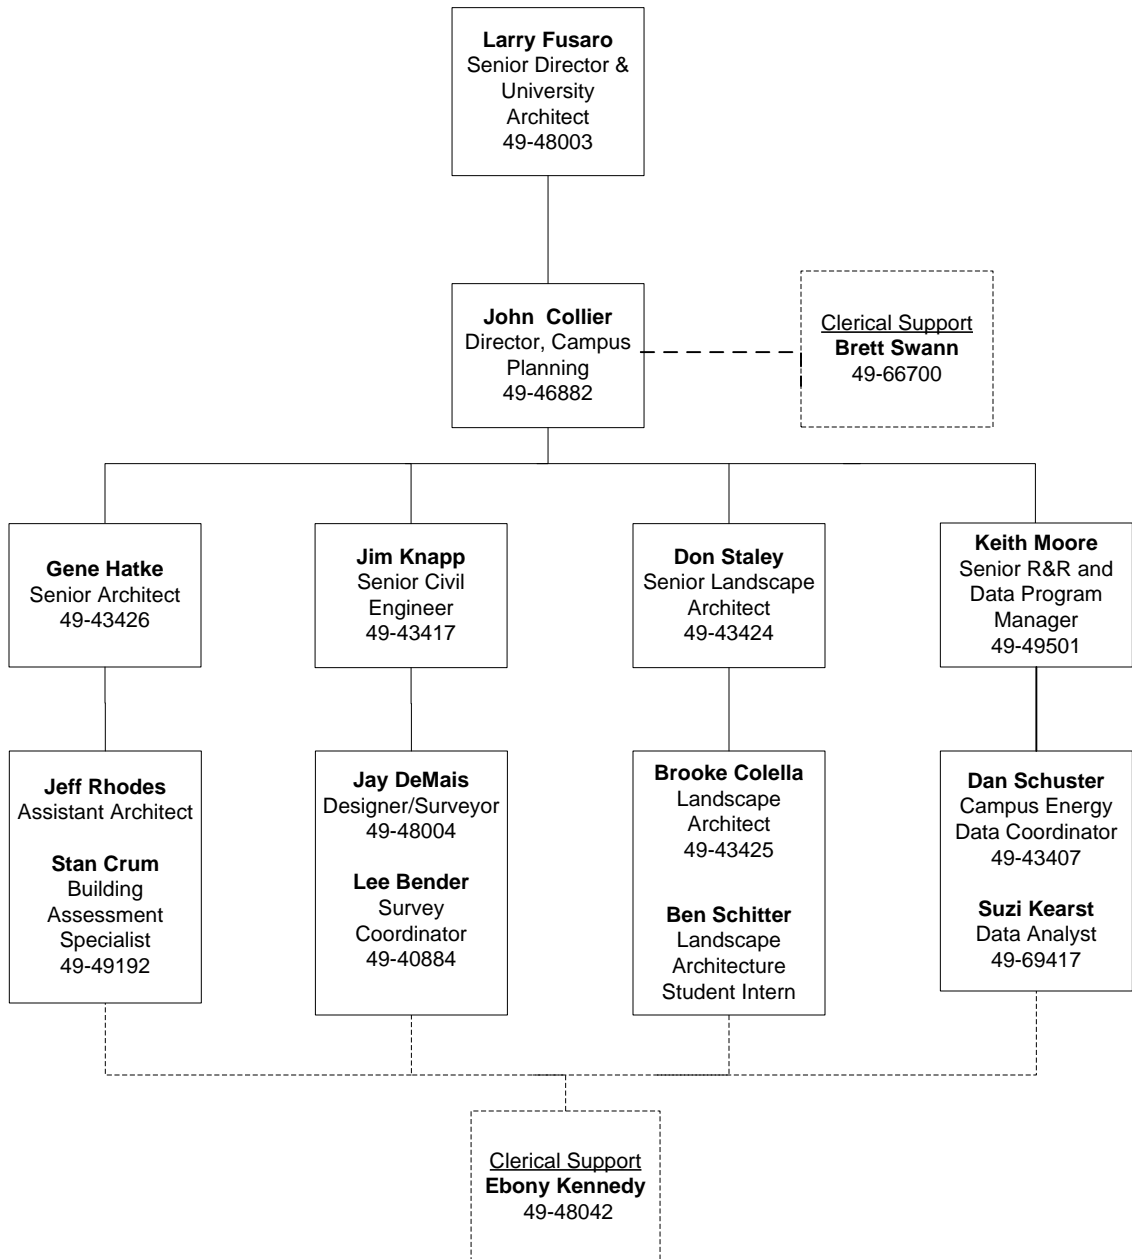 Larry Fusaro
Senior Director &
University
Architect
49-48003
John  Collier
Director, Campus
Planning
49-46882
Clerical Support
Brett Swann
49-66700
Gene Hatke
Senior Architect
49-43426
Jim Knapp
Senior Civil
Engineer
49-43417
Don Staley
Senior Landscape
Architect
49-43424
Keith Moore
Senior R&R and
Data Program
Manager
49-49501
Jeff Rhodes
Assistant Architect
Stan Crum
Building
Assessment
Specialist
49-49192
Jay DeMais
Designer/Surveyor
49-48004
Lee Bender
Survey
Coordinator
49-40884
Brooke Colella
Landscape
Architect
49-43425
Ben Schitter
Landscape
Architecture
Student Intern
Dan Schuster
Campus Energy
Data Coordinator
49-43407
Suzi Kearst
Data Analyst
49-69417
Clerical Support
Ebony Kennedy
49-48042